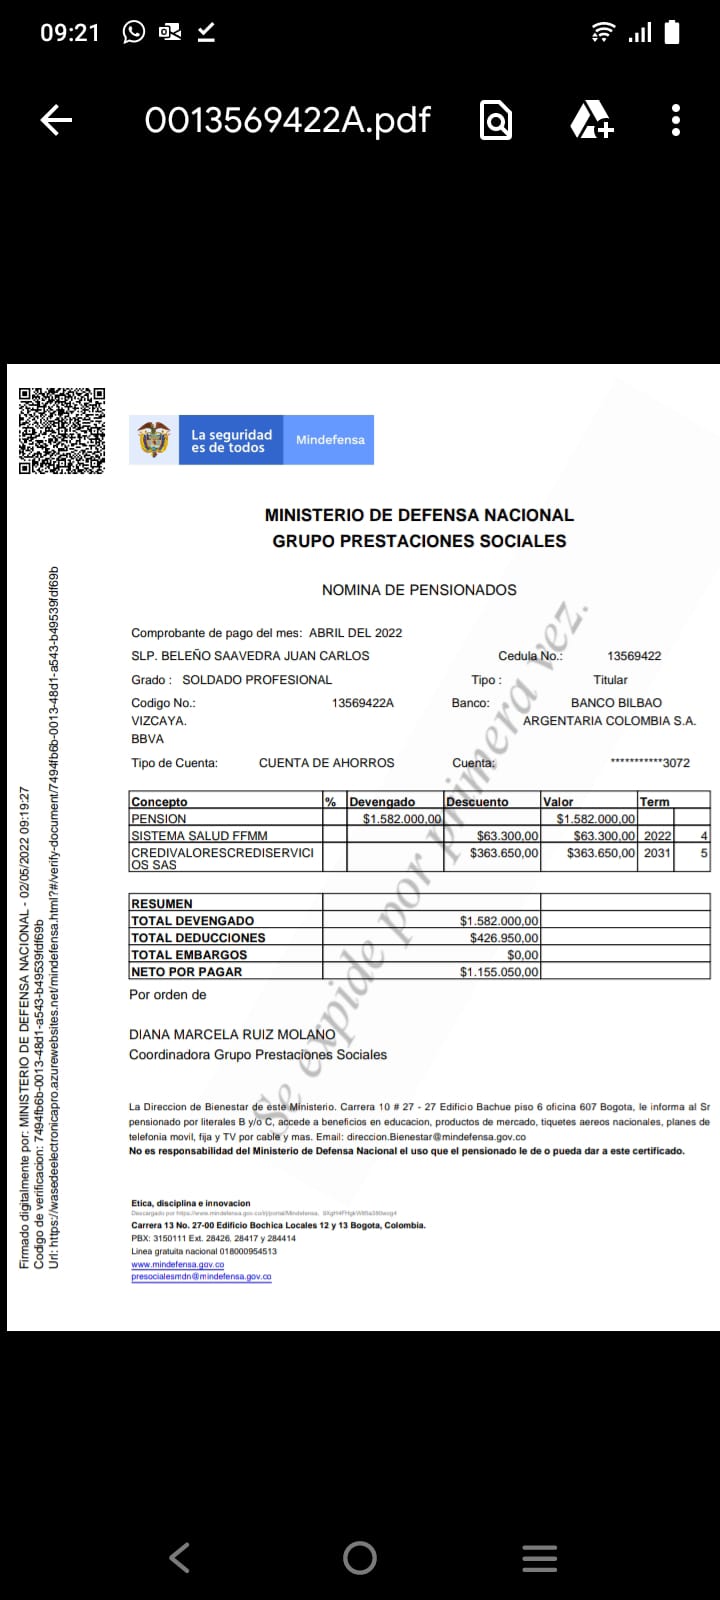 09:21
0013569422A.pdf
La seguridad
es de todos
Mindefensa
MINISTERIO DE DEFENSA NACIONAL
GRUPO PRESTACIONES SOCIALES
NOMINA DE PENSIONADOS
Comprobante de pago del mes: ABRIL DEL 2022
SLP. BELEÑO SAAVEDRA JUAN CARLOS Cedula No.: 13569422
Grado : SOLDADO PROFESIONAL Tipo : Titular
Codigo No.: 13569422A Banco: BANCO BILBAO
VIZCAYA. ARGENTARIA COLOMBIA S.A.
BBVA
Tipo de Cuenta: CUENTA DE AHORROS Cuenta: ***********3072
Concepto % Devengado Descuento Valor Term
PENSION $1.582.000,00 $1.582.000,00
SISTEMA SALUD FFMM $63.300,00 $63.300,00 2022 4
CREDIVALORESCREDISERVICI $363.650,00 $363.650,00 2031 5
OS SAS
RESUMEN
TOTAL DEVENGADO $1.582.000,00
TOTAL DEDUCCIONES $426.950,00
TOTAL EMBARGOS $0,00
NETO POR PAGAR $1.155.050,00
Por orden de
DIANA MARCELA RUIZ MOLANO
Coordinadora Grupo Prestaciones Sociales
Se expide por primera vez.
La Direccion de Bienestar de este Ministerio. Carrera 10 # 27 - 27 Edificio Bachue piso 6 oficina 607 Bogota, le informa al Sr
pensionado por literales B y/o C, accede a beneficios en educacion, productos de mercado, tiquetes aereos nacionales, planes de
telefonia movil, fija y TV por cable y mas. Email: direccion.Bienestar@mindefensa.gov.co
No es responsabilidad del Ministerio de Defensa Nacional el uso que el pensionado le de o pueda dar a este certificado.
Etica, disciplina e innovacion
Carrera 13 No. 27-00 Edificio Bochica Locales 12 y 13 Bogota, Colombia.
PBX: 3150111 Ext. 28426, 28417 y 284414
Linea gratuita nacional 018000954513
www.mindefensa.gov.co
presocialesmdn@mindefensa.gov.co
Firmado digitalmente por: MINISTERIO DE DEFENSA NACIONAL - 02/05/2022 09:19:27
Codigo de verificacion: 7494fb6b-0013-48d1-a543-b49539fdf69b
Url: https://wasedeelectronicapro.azurewebsites.net/mindefensa.html?#/verify-document/7494fb6b-0013-48d1-a543-b49539fdf69b